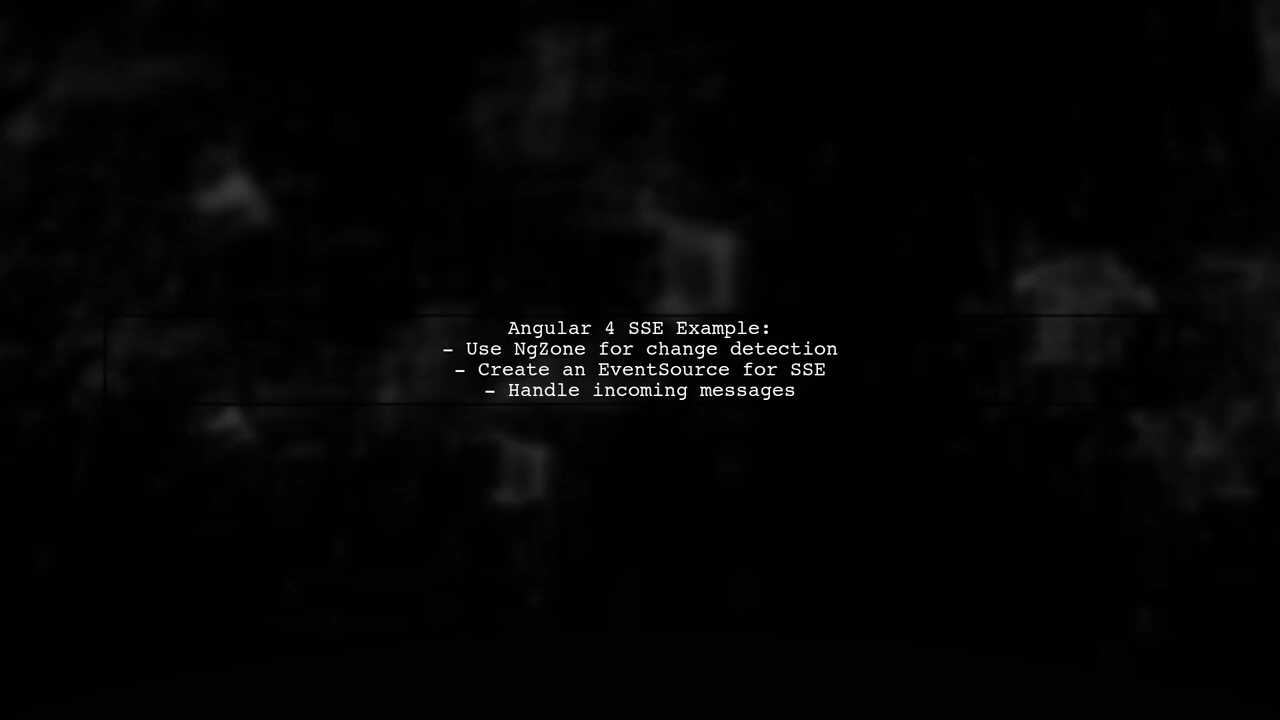 Angular 4 SSE Example:
- Use NgZone for change detection
- Create an EventSource for SSE
- Handle incoming messages